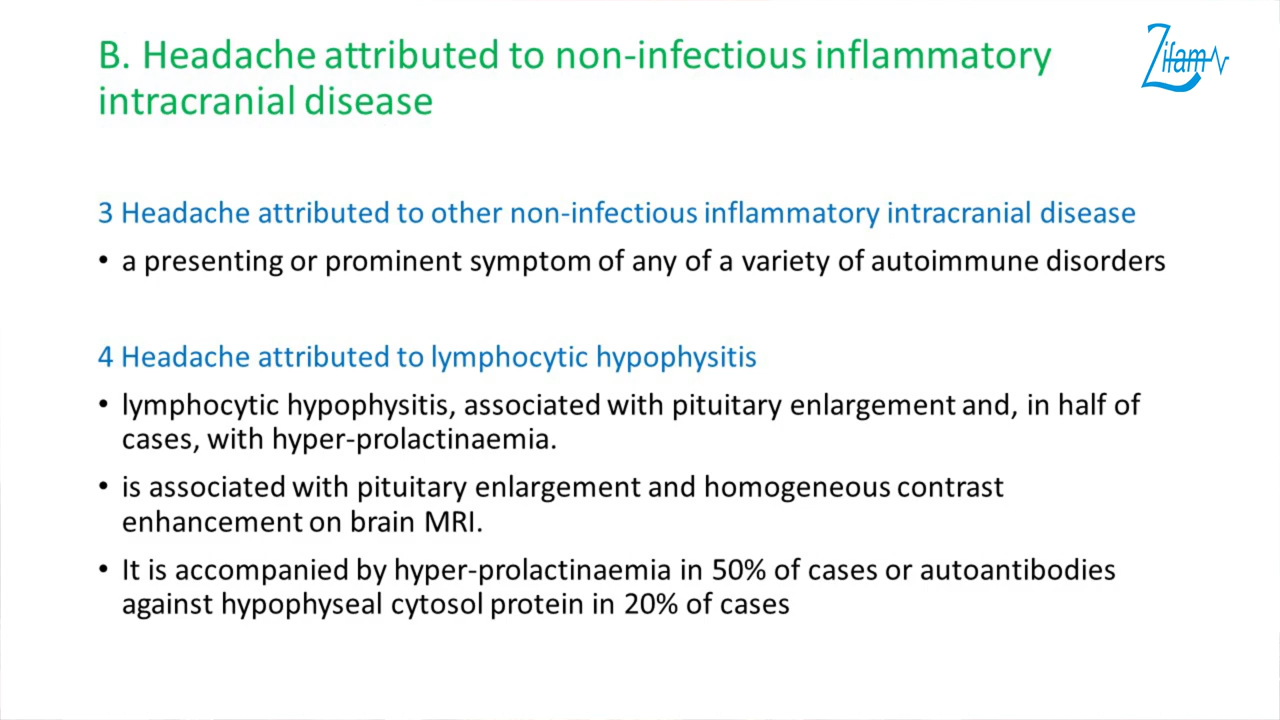 B. Headache attributed to non-infectious inflammatory
intracranial disease
Zifam
3 Headache attributed to other non-infectious inflammatory intracranial disease
• a presenting or prominent symptom of any of a variety of autoimmune disorders
4 Headache attributed to lymphocytic hypophysitis
• lymphocytic hypophysitis, associated with pituitary enlargement and, in half of
cases, with hyper-prolactinaemia.
• is associated with pituitary enlargement and homogeneous contrast
enhancement on brain MRI.
• It is accompanied by hyper-prolactinaemia in 50% of cases or autoantibodies
against hypophyseal cytosol protein in 20% of cases